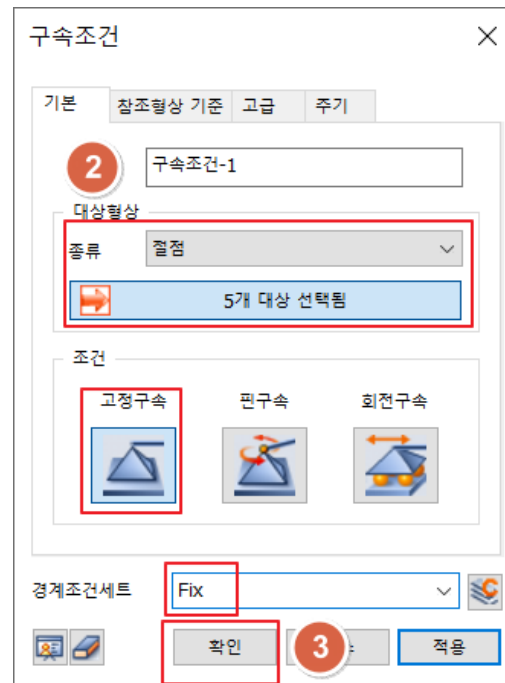 구속조건
기본 참조형상 기준 고급 주기
2 구속조건-1
대상형상
종류 절점
5개 대상 선택됨
조건
고정구속 핀구속 회전구속
경계조건세트 Fix
확인 3 적용